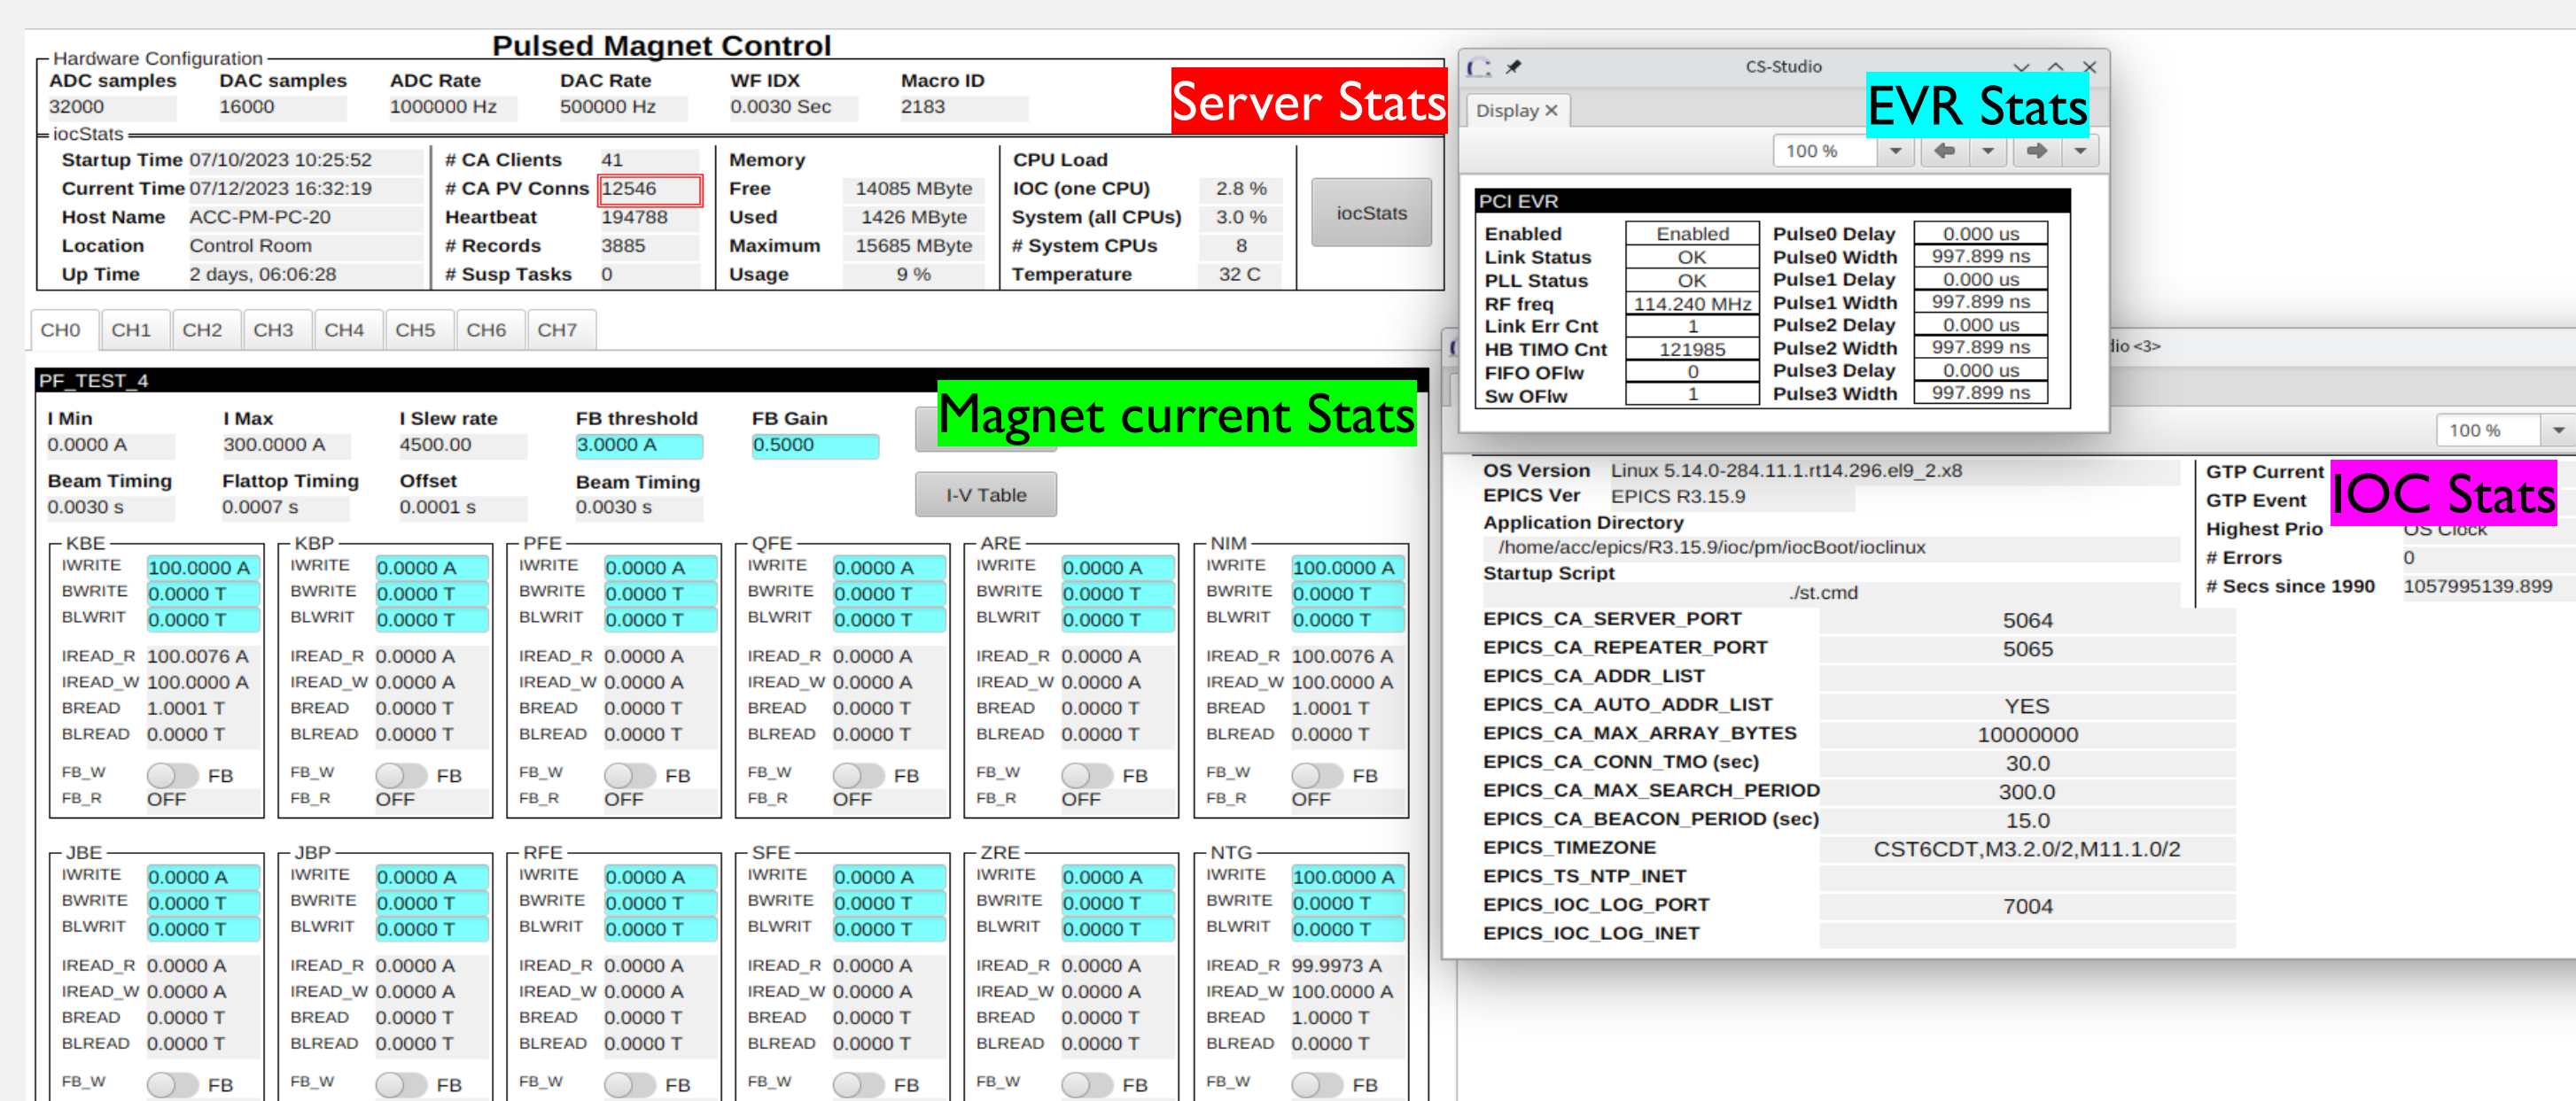 Pulsed Magnet Control
Hardware Configuration
ADC samples DAC samples ADC Rate DAC Rate WF IDX Macro ID
32000 16000 1000000 Hz 500000 Hz 0.0030 Sec 2183
Server Stats
iocStats
Startup Time 07/10/2023 10:25:52 # CA Clients 41 Memory CPU Load
Current Time 07/12/2023 16:32:19 # CA PV Conns 12546 Free 14085 MByte IOC (one CPU) 2.8 %
Host Name ACC-PM-PC-20 Heartbeat 194788 Used 1426 MByte System (all CPUs) 3.0 %
Location Control Room # Records 3885 Maximum 15685 MByte # System CPUs 8
Up Time 2 days, 06:06:28 # Susp Tasks 0 Usage 9 % Temperature 32 C
iocStats
CH0 CH1 CH2 CH3 CH4 CH5 CH6 CH7
PF_TEST_4
Magnet current Stats
I Min I Max I Slew rate FB threshold FB Gain
0.0000 A 300.0000 A 4500.00 3.0000 A 0.5000
Beam Timing Flattop Timing Offset Beam Timing
0.0030 s 0.0007 s 0.0001 s 0.0030 s
I-V Table
KBE KBP PFE QFE ARE NIM
IWRITE 100.0000 A IWRITE 0.0000 A IWRITE 0.0000 A IWRITE 0.0000 A IWRITE 0.0000 A IWRITE 100.0000 A
BWRITE 0.0000 T BWRITE 0.0000 T BWRITE 0.0000 T BWRITE 0.0000 T BWRITE 0.0000 T BWRITE 0.0000 T
BLWRIT 0.0000 T BLWRIT 0.0000 T BLWRIT 0.0000 T BLWRIT 0.0000 T BLWRIT 0.0000 T BLWRIT 0.0000 T
IREAD_R 100.0076 A IREAD_R 0.0000 A IREAD_R 0.0000 A IREAD_R 0.0000 A IREAD_R 0.0000 A IREAD_R 100.0076 A
IREAD_W 100.0000 A IREAD_W 0.0000 A IREAD_W 0.0000 A IREAD_W 0.0000 A IREAD_W 0.0000 A IREAD_W 100.0000 A
BREAD 1.0001 T BREAD 0.0000 T BREAD 0.0000 T BREAD 0.0000 T BREAD 0.0000 T BREAD 1.0001 T
BLREAD 0.0000 T BLREAD 0.0000 T BLREAD 0.0000 T BLREAD 0.0000 T BLREAD 0.0000 T BLREAD 0.0000 T
FB_W FB FB_W FB FB_W FB FB_W FB FB_W FB FB_W FB
FB_R OFF FB_R OFF FB_R OFF FB_R OFF FB_R OFF FB_R OFF
JBE JBP RFE SFE ZRE NTG
IWRITE 0.0000 A IWRITE 0.0000 A IWRITE 0.0000 A IWRITE 0.0000 A IWRITE 0.0000 A IWRITE 100.0000 A
BWRITE 0.0000 T BWRITE 0.0000 T BWRITE 0.0000 T BWRITE 0.0000 T BWRITE 0.0000 T BWRITE 0.0000 T
BLWRIT 0.0000 T BLWRIT 0.0000 T BLWRIT 0.0000 T BLWRIT 0.0000 T BLWRIT 0.0000 T BLWRIT 0.0000 T
IREAD_R 0.0000 A IREAD_R 0.0000 A IREAD_R 0.0000 A IREAD_R 0.0000 A IREAD_R 0.0000 A IREAD_R 99.9973 A
IREAD_W 0.0000 A IREAD_W 0.0000 A IREAD_W 0.0000 A IREAD_W 0.0000 A IREAD_W 0.0000 A IREAD_W 100.0000 A
BREAD 0.0000 T BREAD 0.0000 T BREAD 0.0000 T BREAD 0.0000 T BREAD 0.0000 T BREAD 1.0000 T
BLREAD 0.0000 T BLREAD 0.0000 T BLREAD 0.0000 T BLREAD 0.0000 T BLREAD 0.0000 T BLREAD 0.0000 T
FB_W FB FB_W FB FB_W FB FB_W FB FB_W FB FB_W FB
CS-Studio
Display
EVR Stats
100 %
PCI EVR
Enabled Enabled Pulse0 Delay 0.000 us
Link Status OK Pulse0 Width 997.899 ns
PLL Status OK Pulse1 Delay 0.000 us
RF freq 114.240 MHz Pulse1 Width 997.899 ns
Link Err Cnt 1 Pulse2 Delay 0.000 us
HB TIMO Cnt 121985 Pulse2 Width 997.899 ns
FIFO OFlw 0 Pulse3 Delay 0.000 us
Sw OFlw 1 Pulse3 Width 997.899 ns
dio <3>
100 %
OS Version Linux 5.14.0-284.11.1.rt14.296.el9_2.x8 GTP Current
EPICS Ver EPICS R3.15.9 GTP Event
IOC Stats
Application Directory Highest Prio OS Clock
/home/acc/epics/R3.15.9/ioc/pm/iocBoot/ioclinux # Errors 0
Startup Script # Secs since 1990 1057995139.899
./st.cmd
EPICS_CA_SERVER_PORT 5064
EPICS_CA_REPEATER_PORT 5065
EPICS_CA_ADDR_LIST
EPICS_CA_AUTO_ADDR_LIST YES
EPICS_CA_MAX_ARRAY_BYTES 10000000
EPICS_CA_CONN_TMO (sec) 30.0
EPICS_CA_MAX_SEARCH_PERIOD 300.0
EPICS_CA_BEACON_PERIOD (sec) 15.0
EPICS_TIMEZONE CST6CDT,M3.2.0/2,M11.1.0/2
EPICS_TS_NTP_INET
EPICS_IOC_LOG_PORT 7004
EPICS_IOC_LOG_INET